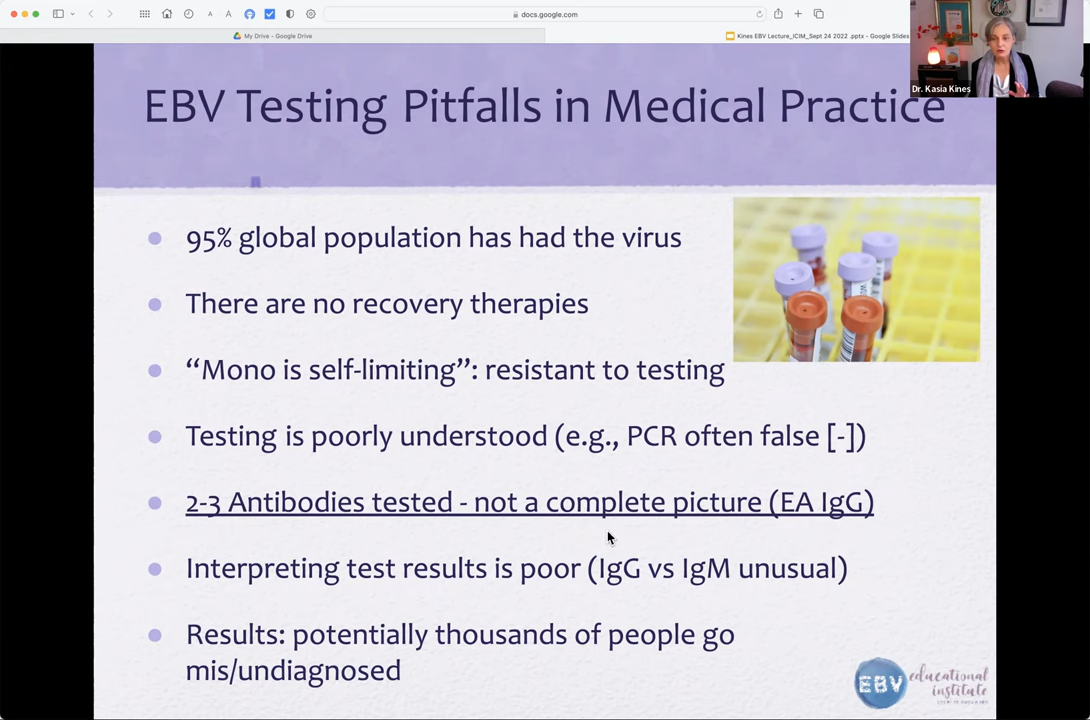 docs.google.com
My Drive - Google Drive
Kines EBV Lecture_ICIM_Sept 24 2022 .pptx - Google Slides
Dr. Kasia Kines
EBV Testing Pitfalls in Medical Practice
95% global population has had the virus
There are no recovery therapies
“Mono is self-limiting”: resistant to testing
Testing is poorly understood (e.g., PCR often false [-])
2-3 Antibodies tested - not a complete picture (EA IgG)
Interpreting test results is poor (IgG vs IgM unusual)
Results: potentially thousands of people go
mis/undiagnosed
EBV educational
institute